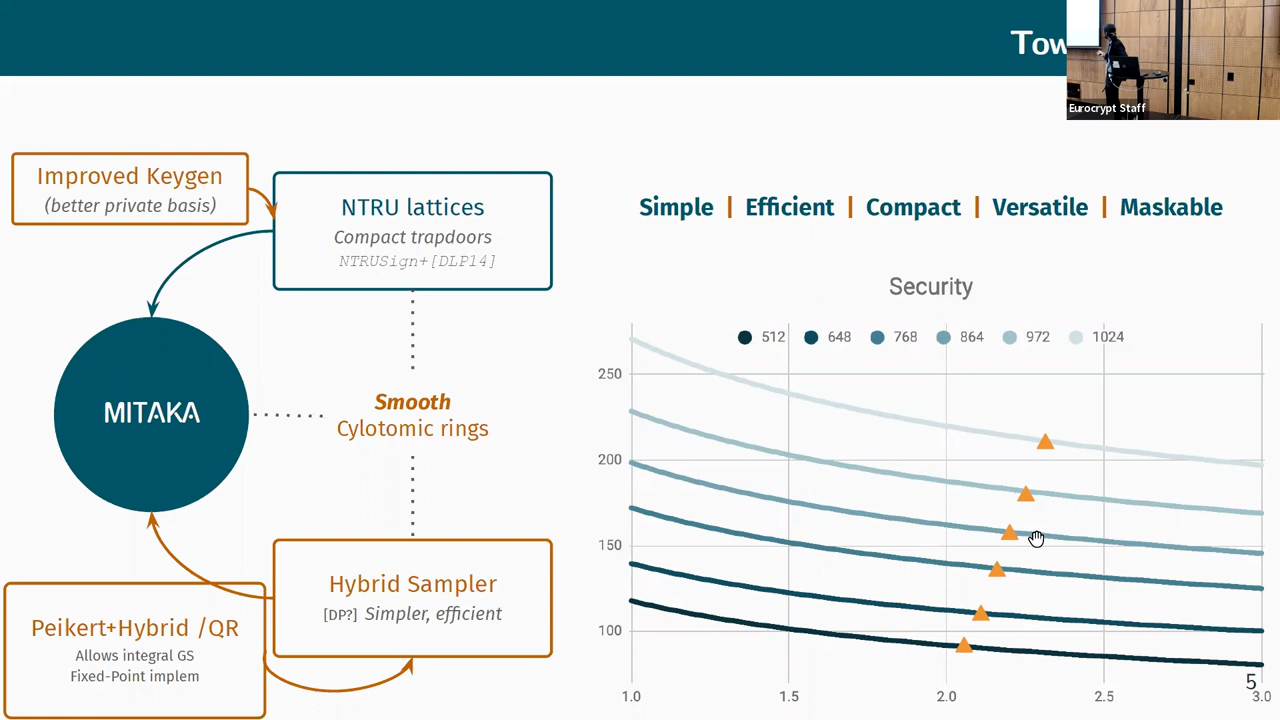 Tow
Eurocrypt Staff
Improved Keygen
(better private basis)
NTRU lattices
Compact trapdoors
NTRUSign+[DLP14]
MITAKA
Smooth
Cylotomic rings
Hybrid Sampler
[DP?] Simpler, efficient
Peikert+Hybrid /QR
Allows integral GS
Fixed-Point implem
Simple | Efficient | Compact | Versatile | Maskable
Security
512 648 768 864 972 1024
250
200
150
100
1.0 1.5 2.0 2.5 3.0
5